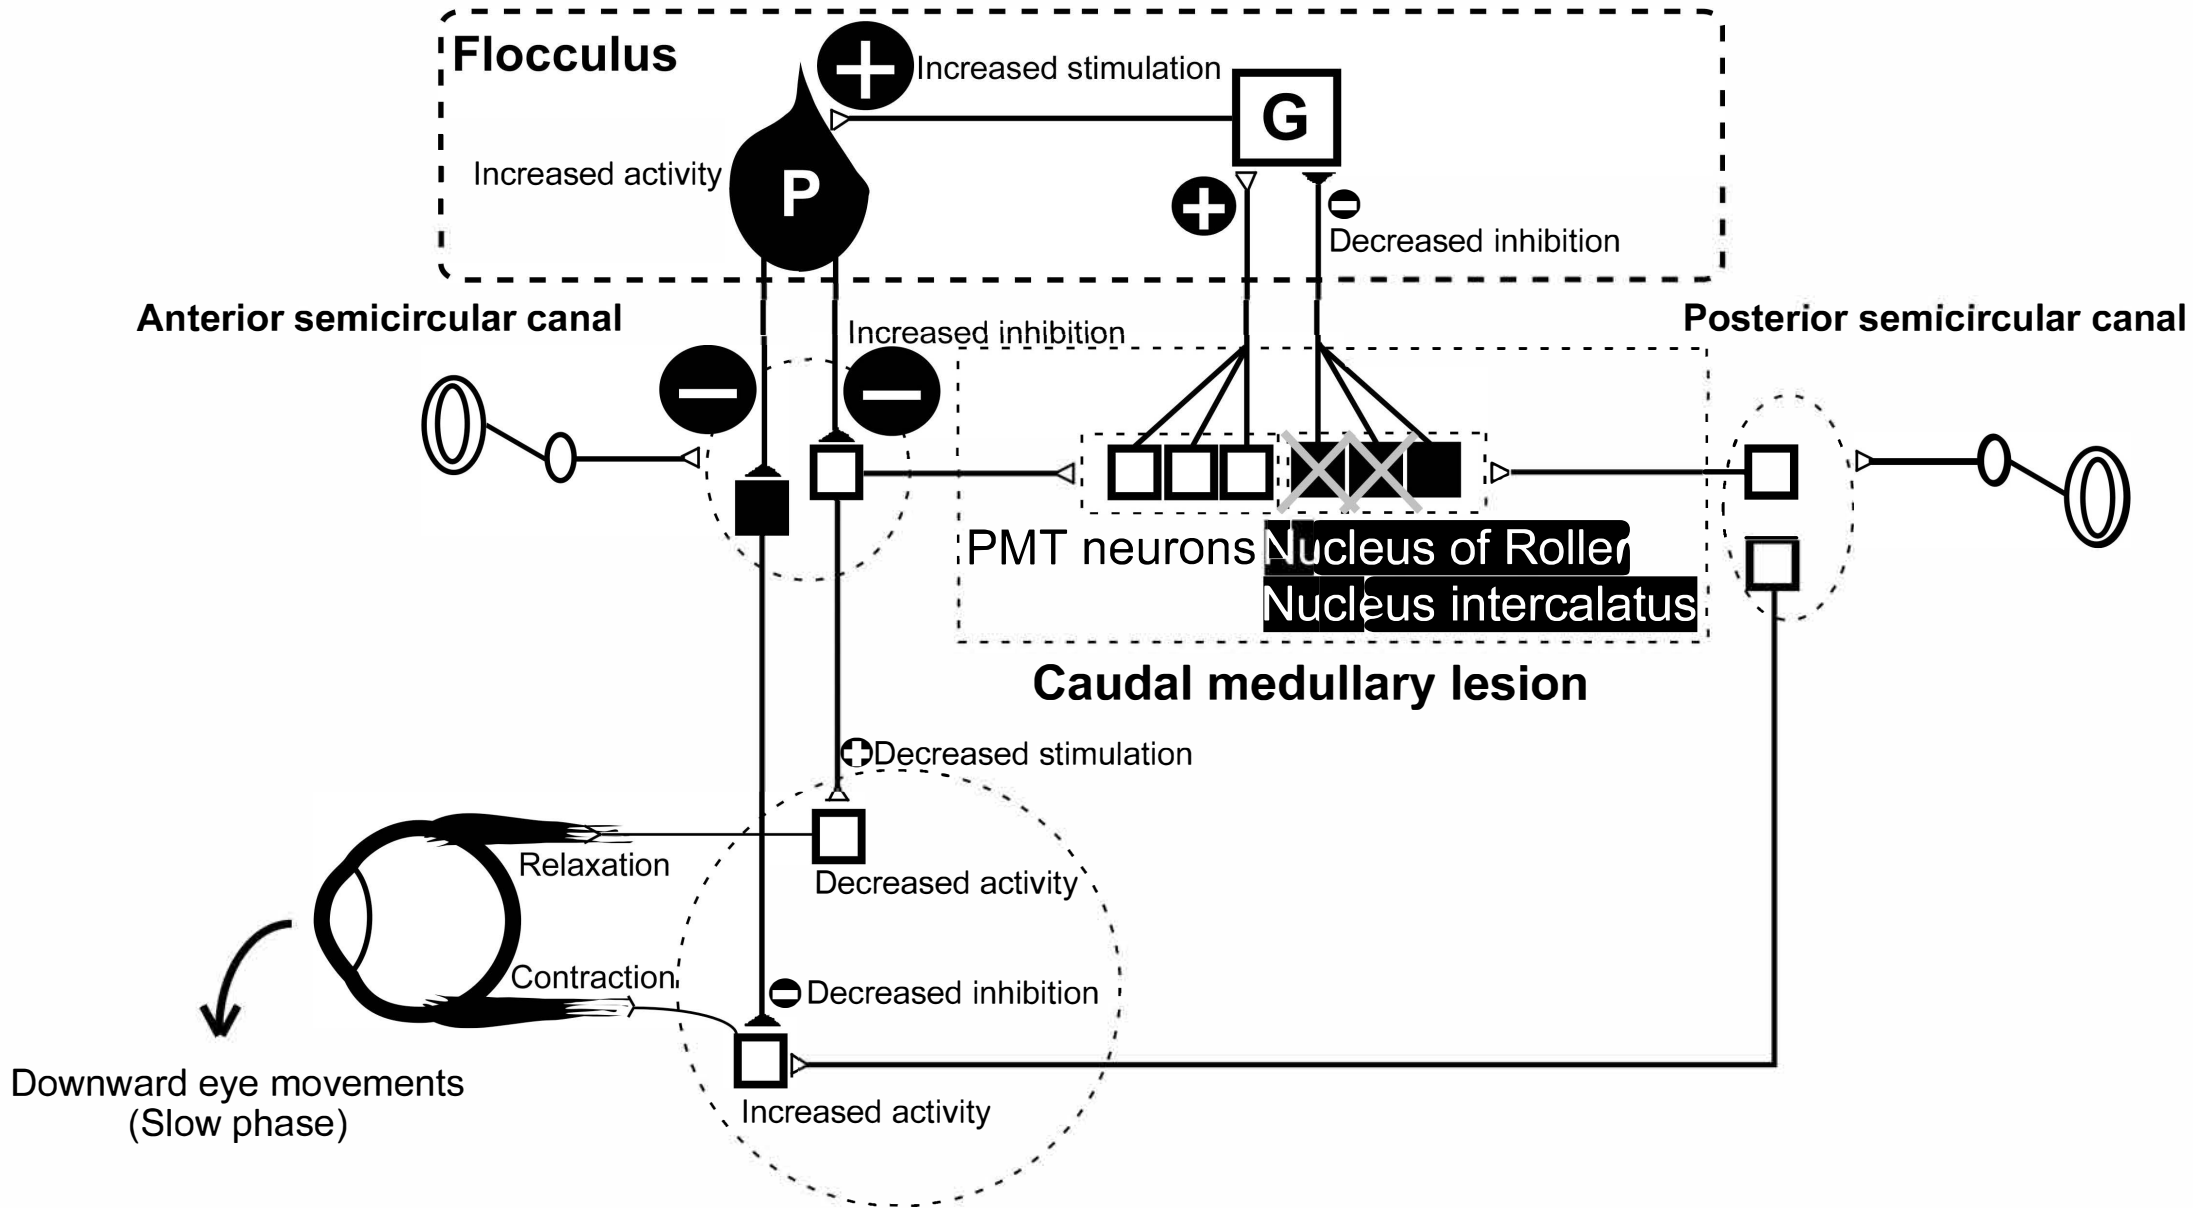 Flocculus
Increased stimulation
G
Increased activity
P
Decreased inhibition
Anterior semicircular canal
Increased inhibition
Posterior semicircular canal
PMT neurons
Nucleus of Roller
Nucleus intercalatus
Caudal medullary lesion
Decreased stimulation
Relaxation
Decreased activity
Contraction
Decreased inhibition
Downward eye movements
(Slow phase)
Increased activity